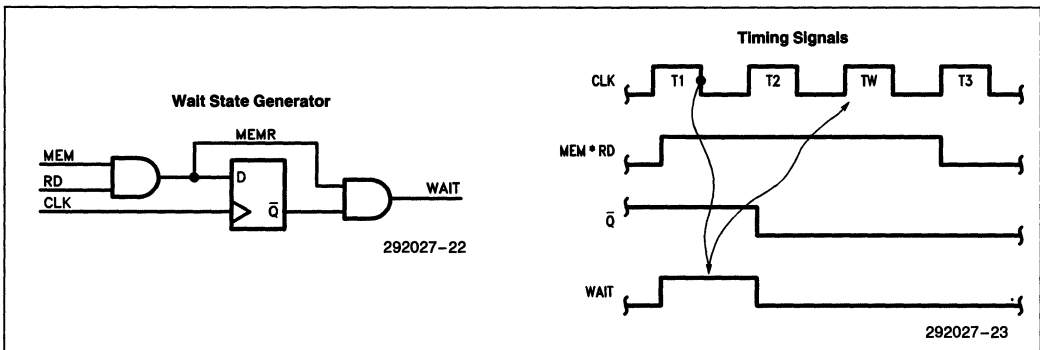 Wait State Generator
MEM
RD
CLK
MEMR
D
Q̅
WAIT
292027-22
Timing Signals
CLK
T1
T2
TW
T3
MEM * RD
Q̅
WAIT
292027-23